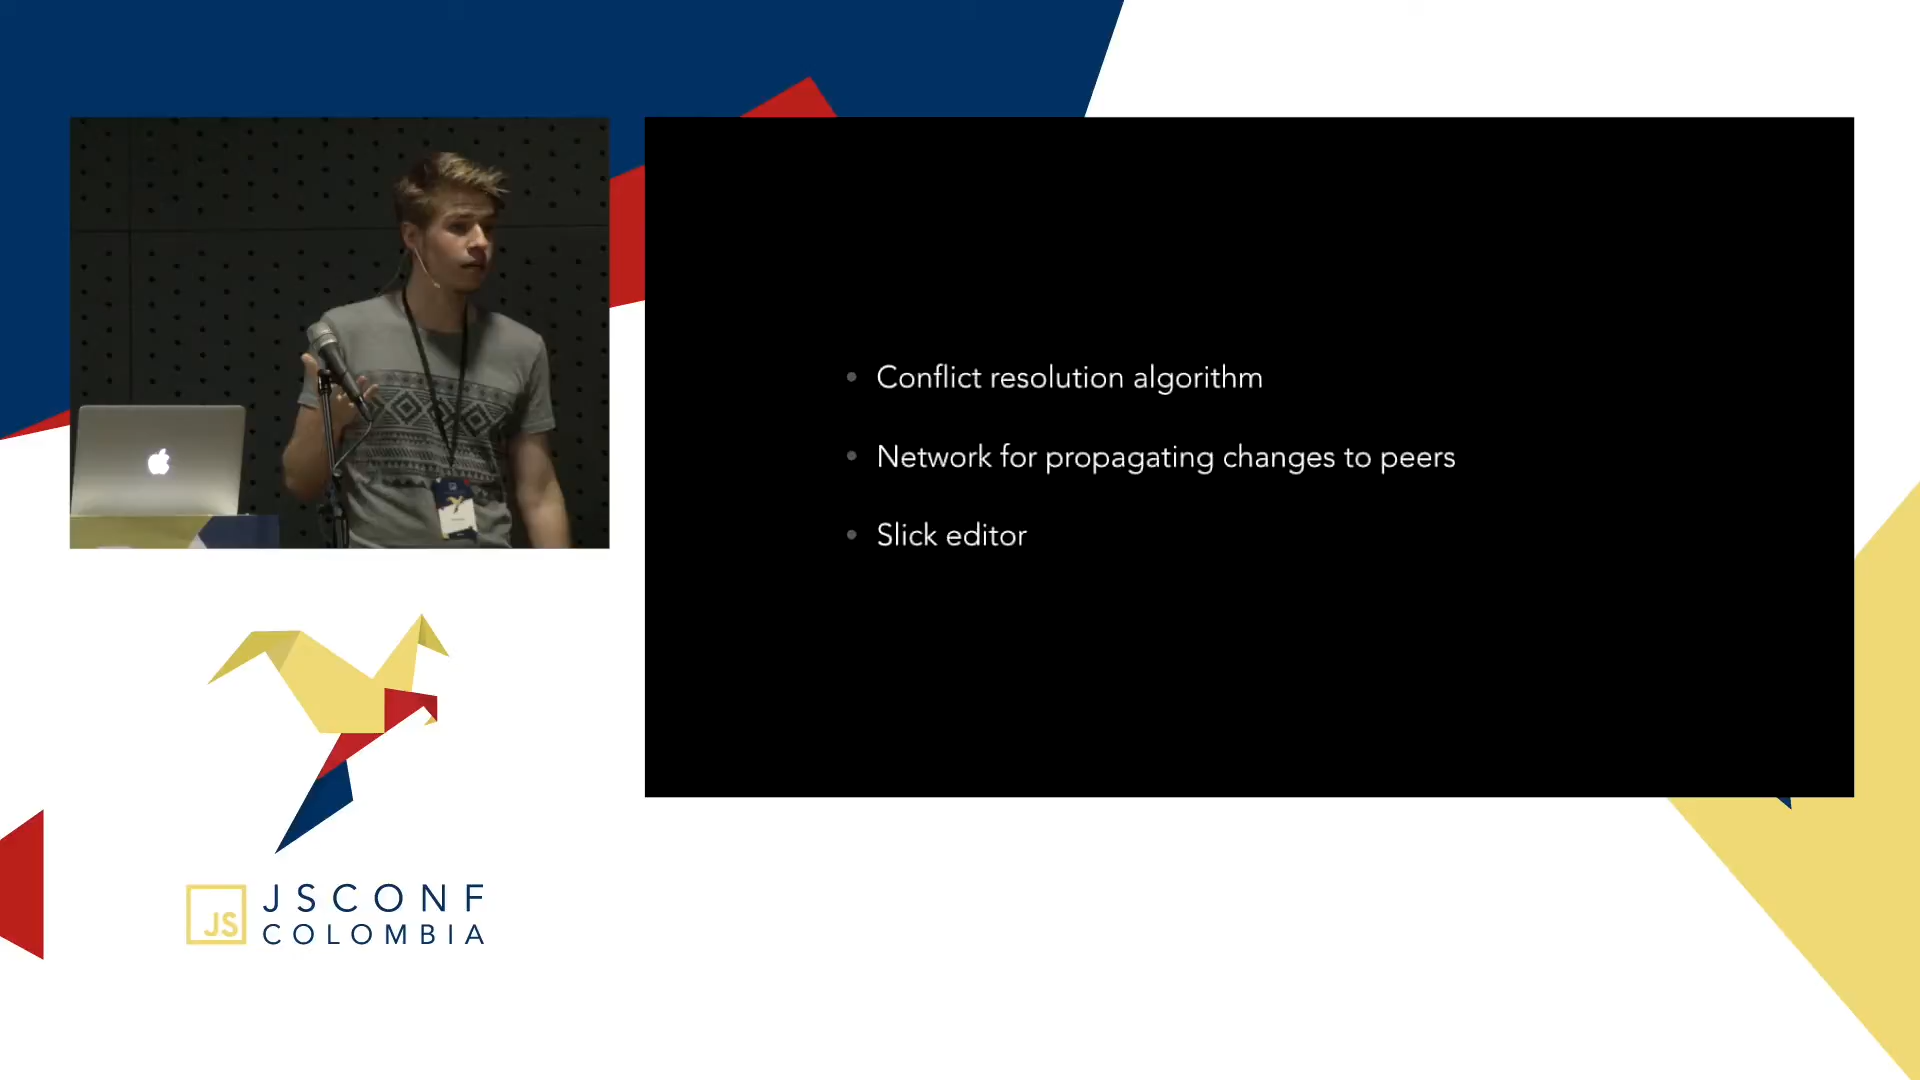 Conflict resolution algorithm
Network for propagating changes to peers
Slick editor
JS
JSCONF
COLOMBIA